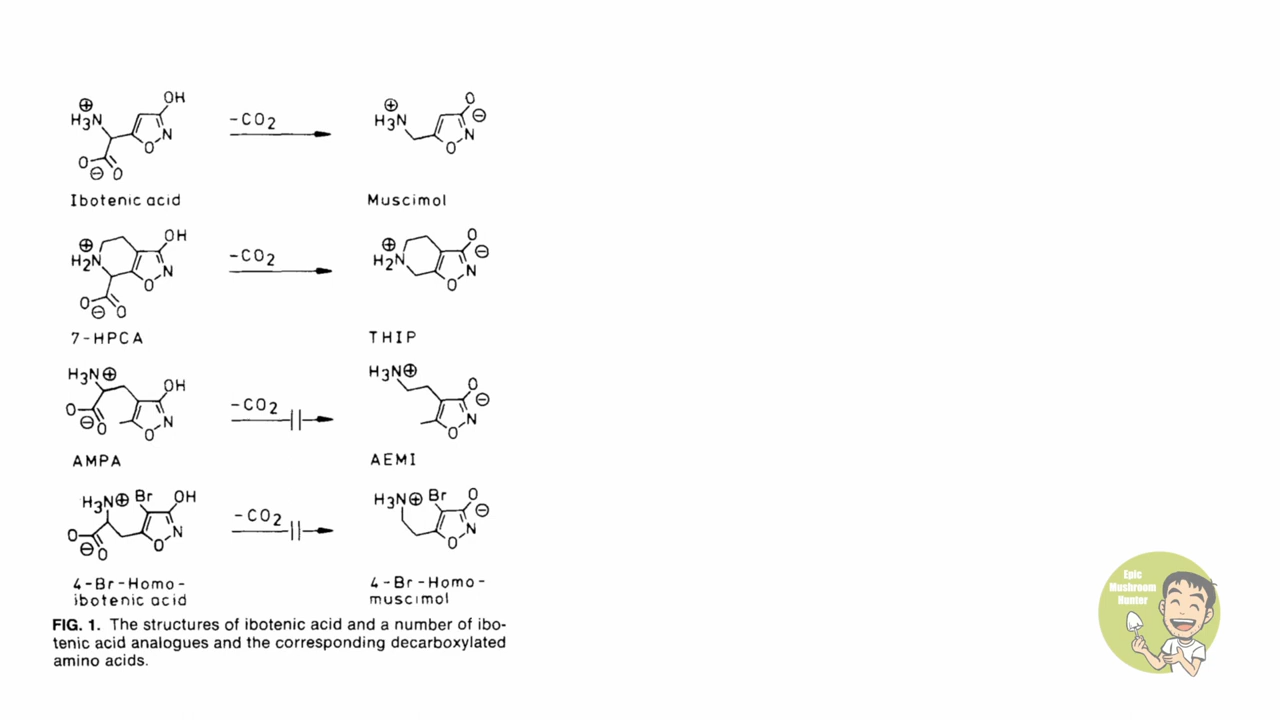 ⊕ OH
H₃N
-CO₂
N
O
O
⊖ O
Ibotenic acid
⊕ O
H₃N ⊖
N
O
Muscimol
⊕ OH
H₂N
-CO₂
N
O
O
⊖ O
7-HPCA
⊕ O
H₂N ⊖
N
O
THIP
H₃N⊕
OH
-CO₂
O
⊖O
N
O
AMPA
H₃N⊕
O
⊖
N
O
AEMI
H₃N⊕ Br OH
-CO₂
O
⊖O
N
O
4-Br-Homo-
ibotenic acid
H₃N⊕ Br O
⊖
N
O
4-Br-Homo-
muscimol
FIG. 1. The structures of ibotenic acid and a number of ibo-
tenic acid analogues and the corresponding decarboxylated
amino acids.
Epic
Mushroom
Hunter